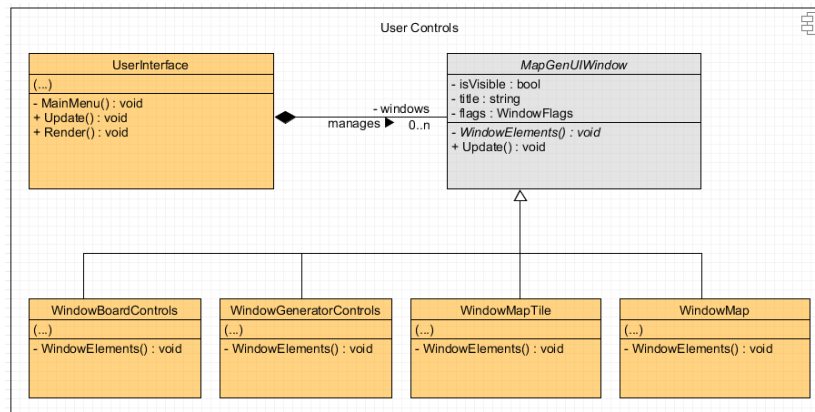 User Controls
UserInterface
(...)
- MainMenu() : void
+ Update() : void
+ Render() : void
- windows
manages
0..n
MapGenUIWindow
- isVisible : bool
- title : string
- flags : WindowFlags
- WindowElements() : void
+ Update() : void
WindowBoardControls
(...)
- WindowElements() : void
WindowGeneratorControls
(...)
- WindowElements() : void
WindowMapTile
(...)
- WindowElements() : void
WindowMap
(...)
- WindowElements() : void